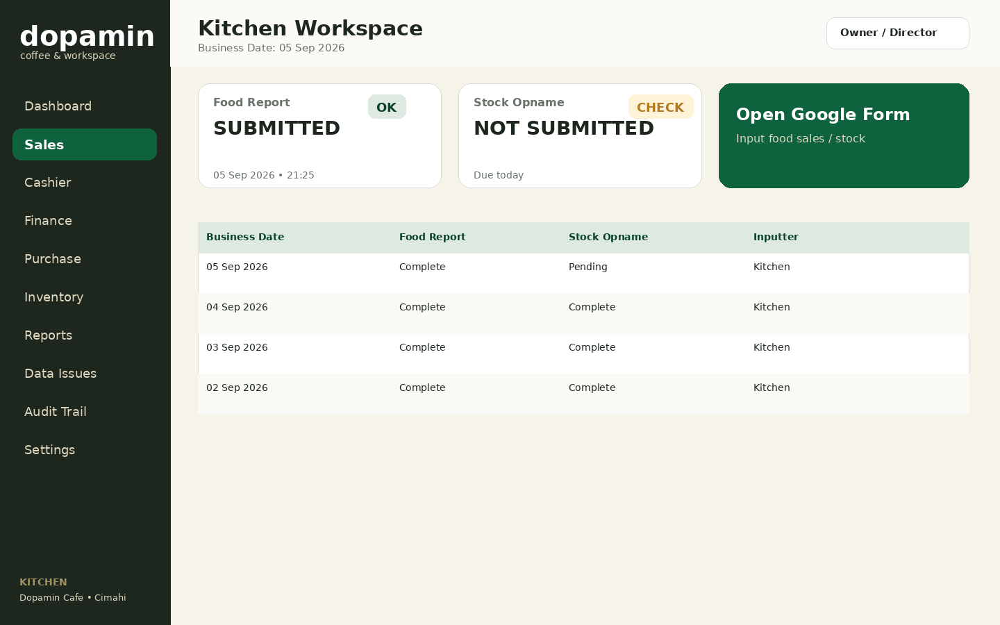 dopamin
coffee & workspace
Dashboard
Sales
Cashier
Finance
Purchase
Inventory
Reports
Data Issues
Audit Trail
Settings
KITCHEN
Dopamin Cafe • Cimahi
Kitchen Workspace
Business Date: 05 Sep 2026
Owner / Director
Food Report
OK
SUBMITTED
05 Sep 2026 • 21:25
Stock Opname
CHECK
NOT SUBMITTED
Due today
Open Google Form
Input food sales / stock
Business Date Food Report Stock Opname Inputter
05 Sep 2026 Complete Pending Kitchen
04 Sep 2026 Complete Complete Kitchen
03 Sep 2026 Complete Complete Kitchen
02 Sep 2026 Complete Complete Kitchen